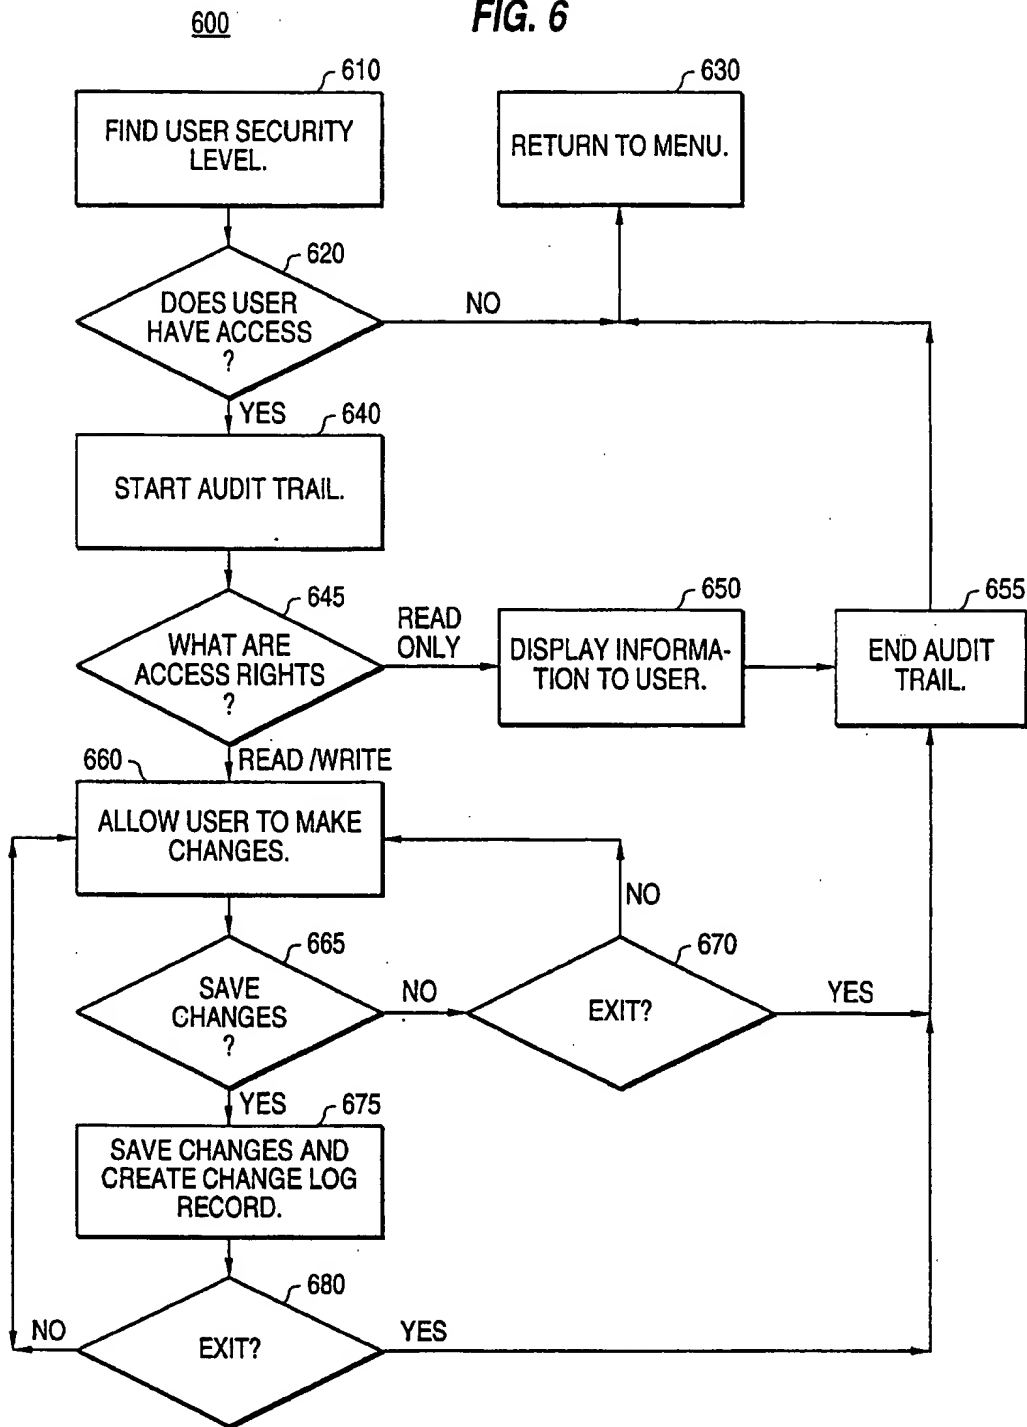 600
FIG. 6
610
FIND USER SECURITY
LEVEL.
630
RETURN TO MENU.
620
DOES USER
HAVE ACCESS
?
NO
YES
640
START AUDIT TRAIL.
645
WHAT ARE
ACCESS RIGHTS
?
READ
ONLY
650
DISPLAY INFORMA-
TION TO USER.
655
END AUDIT
TRAIL.
READ /WRITE
660
ALLOW USER TO MAKE
CHANGES.
665
SAVE
CHANGES
?
NO
670
EXIT?
NO
YES
YES
675
SAVE CHANGES AND
CREATE CHANGE LOG
RECORD.
680
EXIT?
NO
YES